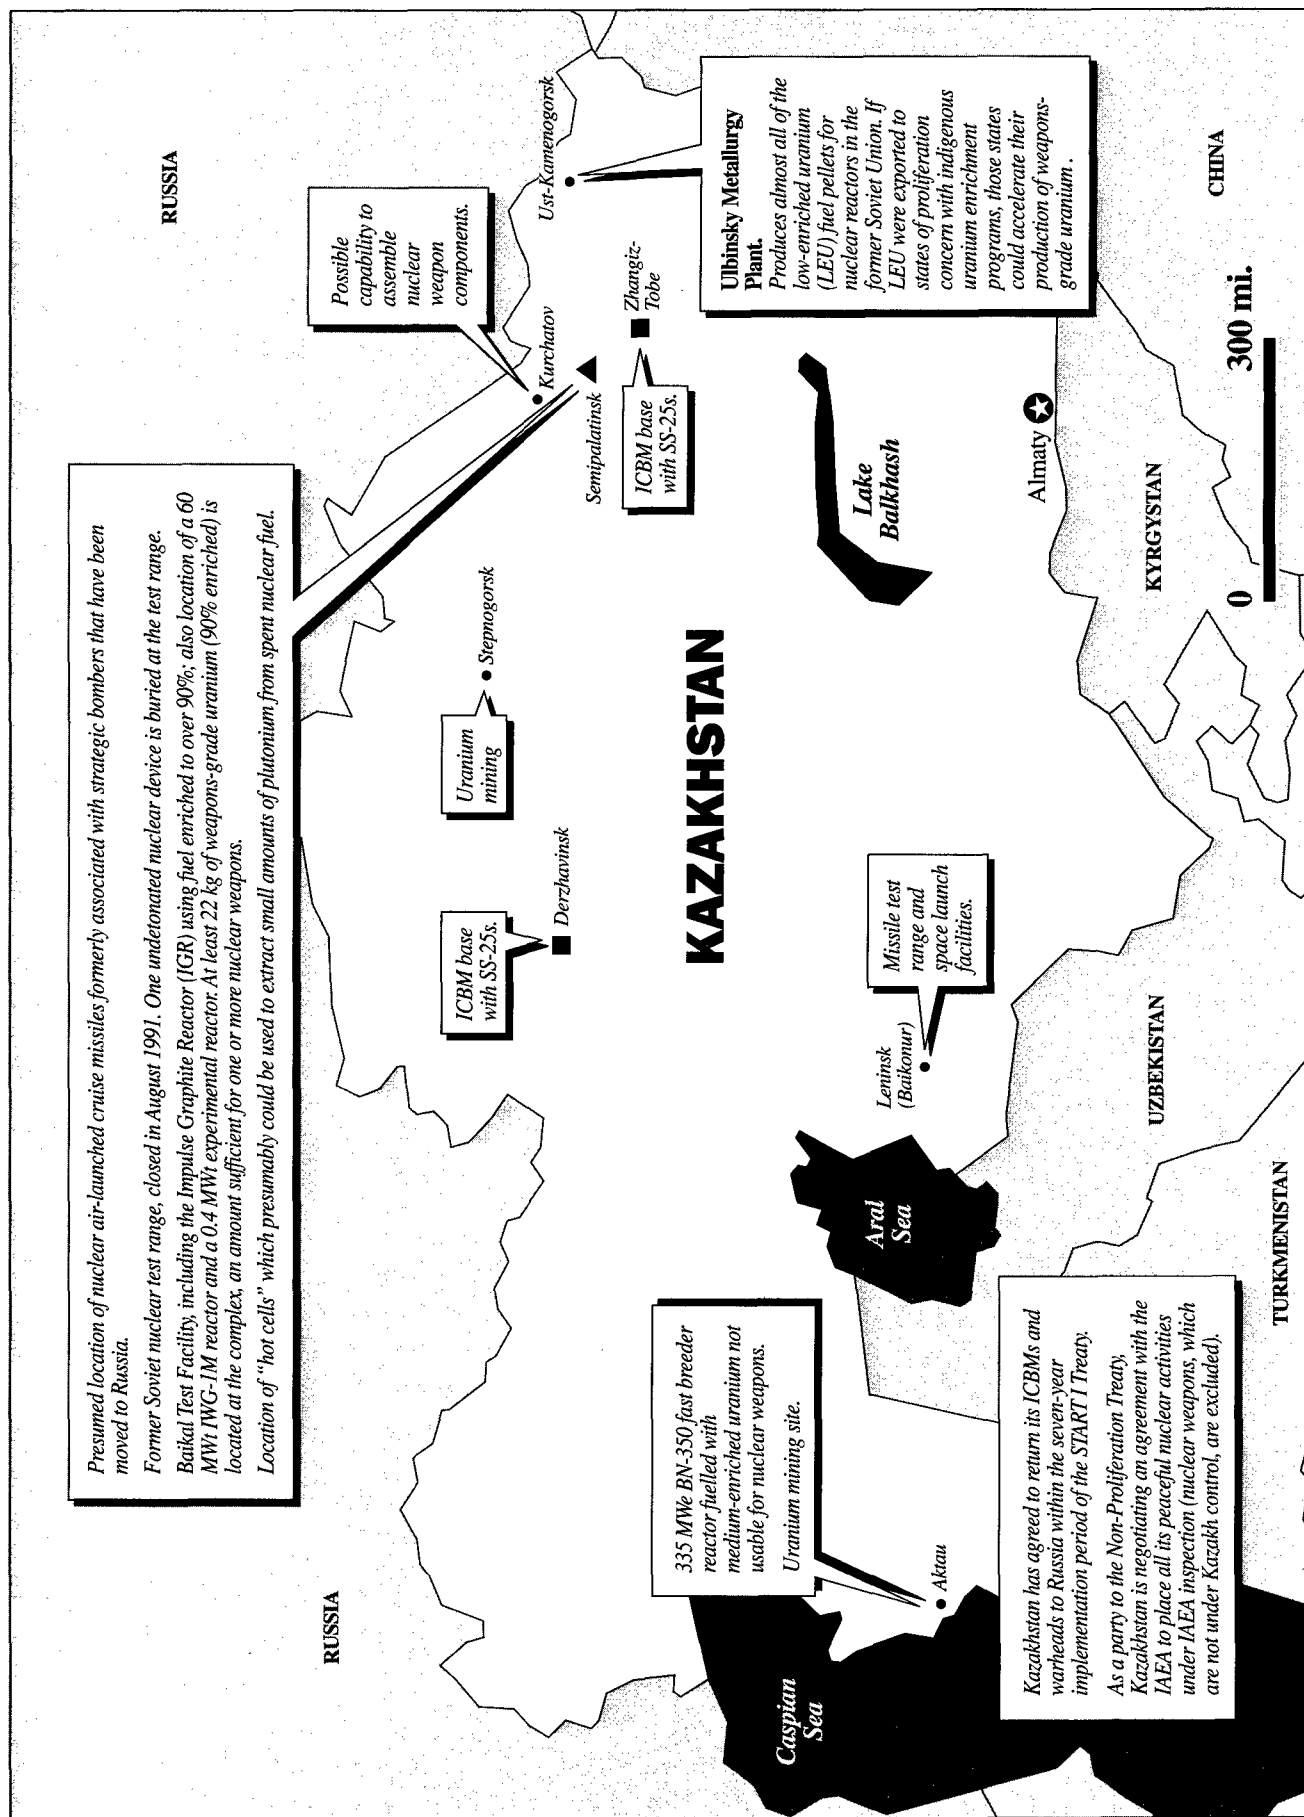 RUSSIA
RUSSIA
Presumed location of nuclear air-launched cruise missiles formerly associated with strategic bombers that have been
moved to Russia.
Former Soviet nuclear test range, closed in August 1991. One undetonated nuclear device is buried at the test range.
Baikal Test Facility, including the Impulse Graphite Reactor (IGR) using fuel enriched to over 90%; also location of a 60
MWt IWG-1M reactor and a 0.4 MWt experimental reactor. At least 22 kg of weapons-grade uranium (90% enriched) is
located at the complex, an amount sufficient for one or more nuclear weapons.
Location of "hot cells" which presumably could be used to extract small amounts of plutonium from spent nuclear fuel.
Possible
capability to
assemble
nuclear
weapon
components.
Kurchatov
Ust-Kamenogorsk
Semipalatinsk
Zhangiz-
Tobe
ICBM base
with SS-25s.
Uranium
mining
Stepnogorsk
ICBM base
with SS-25s.
Derzhavinsk
KAZAKHSTAN
Ulbinsky Metallurgy
Plant.
Produces almost all of the
low-enriched uranium
(LEU) fuel pellets for
nuclear reactors in the
former Soviet Union. If
LEU were exported to
states of proliferation
concern with indigenous
uranium enrichment
programs, those states
could accelerate their
production of weapons-
grade uranium .
Lake
Balkhash
335 MWe BN-350 fast breeder
reactor fuelled with
medium-enriched uranium not
usable for nuclear weapons.
Uranium mining site.
Aktau
Caspian
Sea
Aral
Sea
Leninsk
(Baikonur)
Missile test
range and
space launch
facilities.
Almaty
Kazakhstan has agreed to return its ICBMs and
warheads to Russia within the seven-year
implementation period of the START I Treaty.
As a party to the Non-Proliferation Treaty,
Kazakhstan is negotiating an agreement with the
IAEA to place all its peaceful nuclear activities
under IAEA inspection (nuclear weapons, which
are not under Kazakh control, are excluded).
UZBEKISTAN
KYRGYSTAN
CHINA
TURKMENISTAN
0
300 mi.